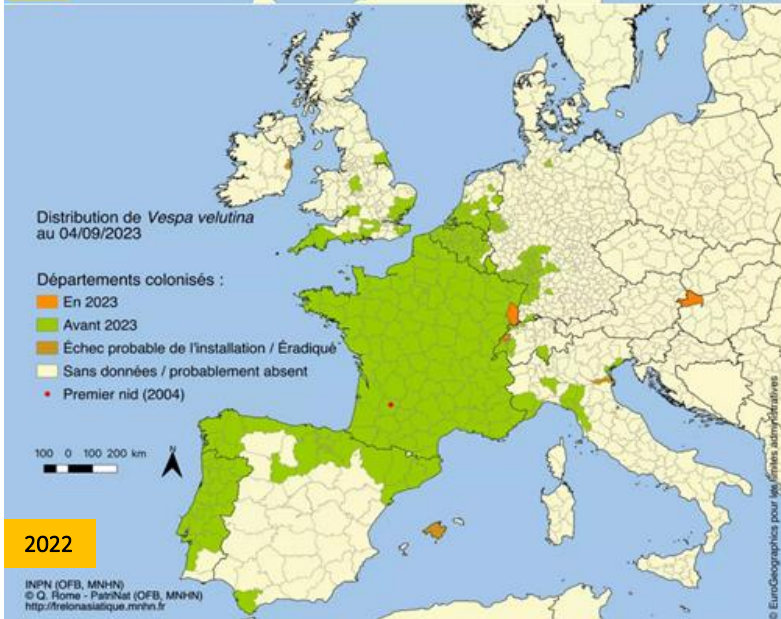 Distribution de Vespa velutina
au 04/09/2023
Départements colonisés :
En 2023
Avant 2023
Échec probable de l'installation / Éradiqué
Sans données / probablement absent
Premier nid (2004)
100 0 100 200 km
N
2022
INPN (OFB, MNHN)
© Q. Rome - PatriNat (OFB, MNHN)
http://frelonasiatique.mnhn.fr
© EuroGeographics pour les limites administratives